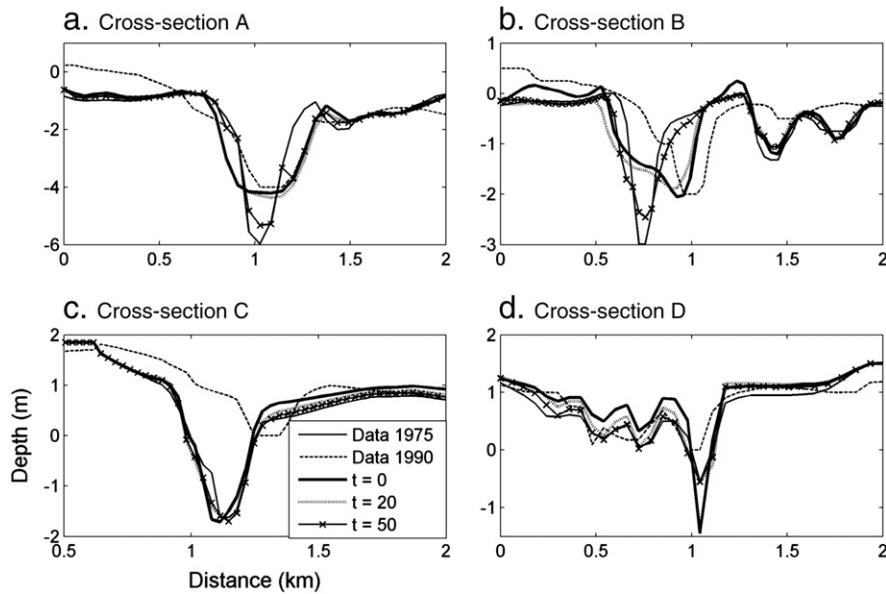 a. Cross-section A
0
-2
-4
-6
0 0.5 1 1.5 2
b. Cross-section B
1
0
-1
-2
-3
0 0.5 1 1.5 2
c. Cross-section C
Depth (m)
2
1
0
-1
-2
0.5 1 1.5 2
Distance (km)
Data 1975
Data 1990
t = 0
t = 20
t = 50
d. Cross-section D
2
1
0
-1
0 0.5 1 1.5 2